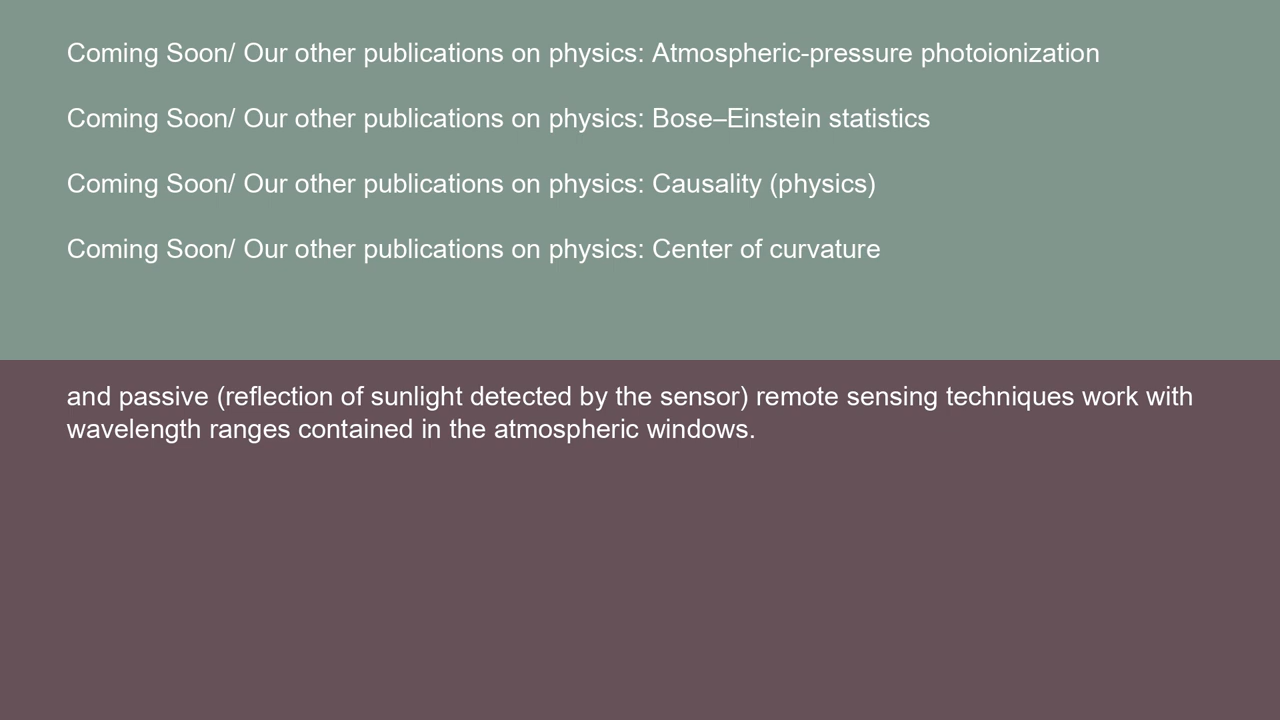 Coming Soon/ Our other publications on physics: Atmospheric-pressure photoionization
Coming Soon/ Our other publications on physics: Bose–Einstein statistics
Coming Soon/ Our other publications on physics: Causality (physics)
Coming Soon/ Our other publications on physics: Center of curvature
and passive (reflection of sunlight detected by the sensor) remote sensing techniques work with
wavelength ranges contained in the atmospheric windows.